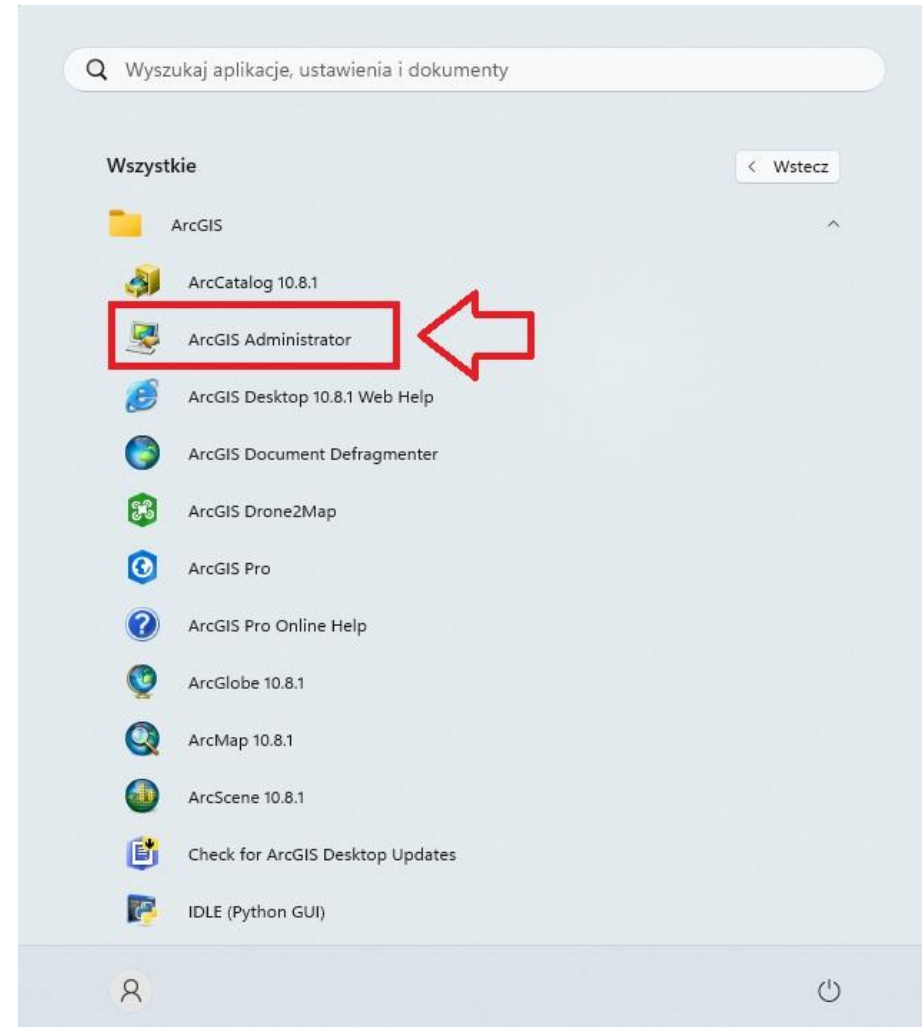 Wyszukaj aplikacje, ustawienia i dokumenty
Wszystkie
Wstecz
ArcGIS
ArcCatalog 10.8.1
ArcGIS Administrator
ArcGIS Desktop 10.8.1 Web Help
ArcGIS Document Defragmenter
ArcGIS Drone2Map
ArcGIS Pro
ArcGIS Pro Online Help
ArcGlobe 10.8.1
ArcMap 10.8.1
ArcScene 10.8.1
Check for ArcGIS Desktop Updates
IDLE (Python GUI)